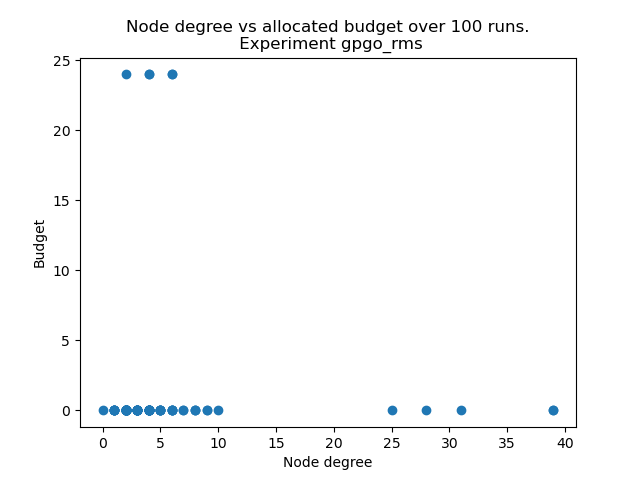 Node degree vs allocated budget over 100 runs.
Experiment gpgo_rms
25
20
15
10
5
0
Budget
0 5 10 15 20 25 30 35 40
Node degree